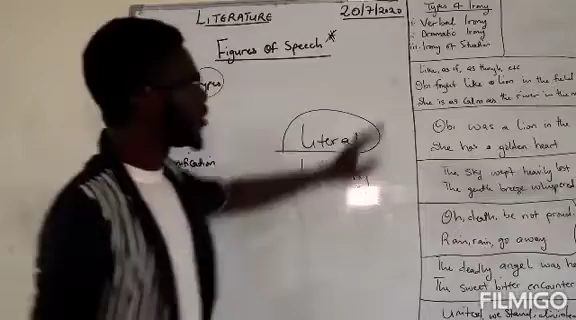 LITERATURE
20/7/2020
Figures of Speech*
Literal
Types of Irony
i. Verbal Irony
ii. Dramatic Irony
iii. Irony of Situation
Like, as if, as though, etc
Obi fought like a lion in the field
She is as calm as the river in the
Obi was a lion in the
She has a golden heart
The sky wept heavily last
The gentle breeze whispered
Oh, death, be not proud,
Rain, rain, go away
The deadly angel was
The sweet bitter encounter
United we stand,
Made with
FILMIGO